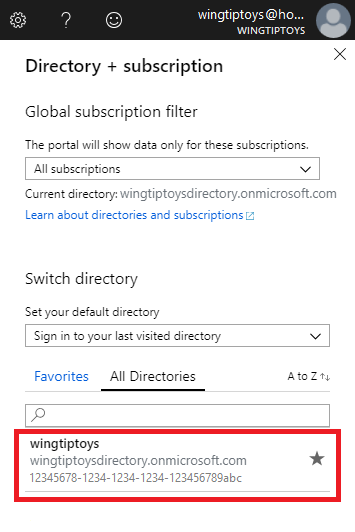 wingtiptoys@ho...
WINGTIPTOYS
Directory + subscription
Global subscription filter
The portal will show data only for these subscriptions.
All subscriptions
Current directory: wingtiptoysdirectory.onmicrosoft.com
Learn about directories and subscriptions
Switch directory
Set your default directory
Sign in to your last visited directory
Favorites All Directories A to Z
wingtiptoys
wingtiptoysdirectory.onmicrosoft.com
12345678-1234-1234-1234-123456789abc